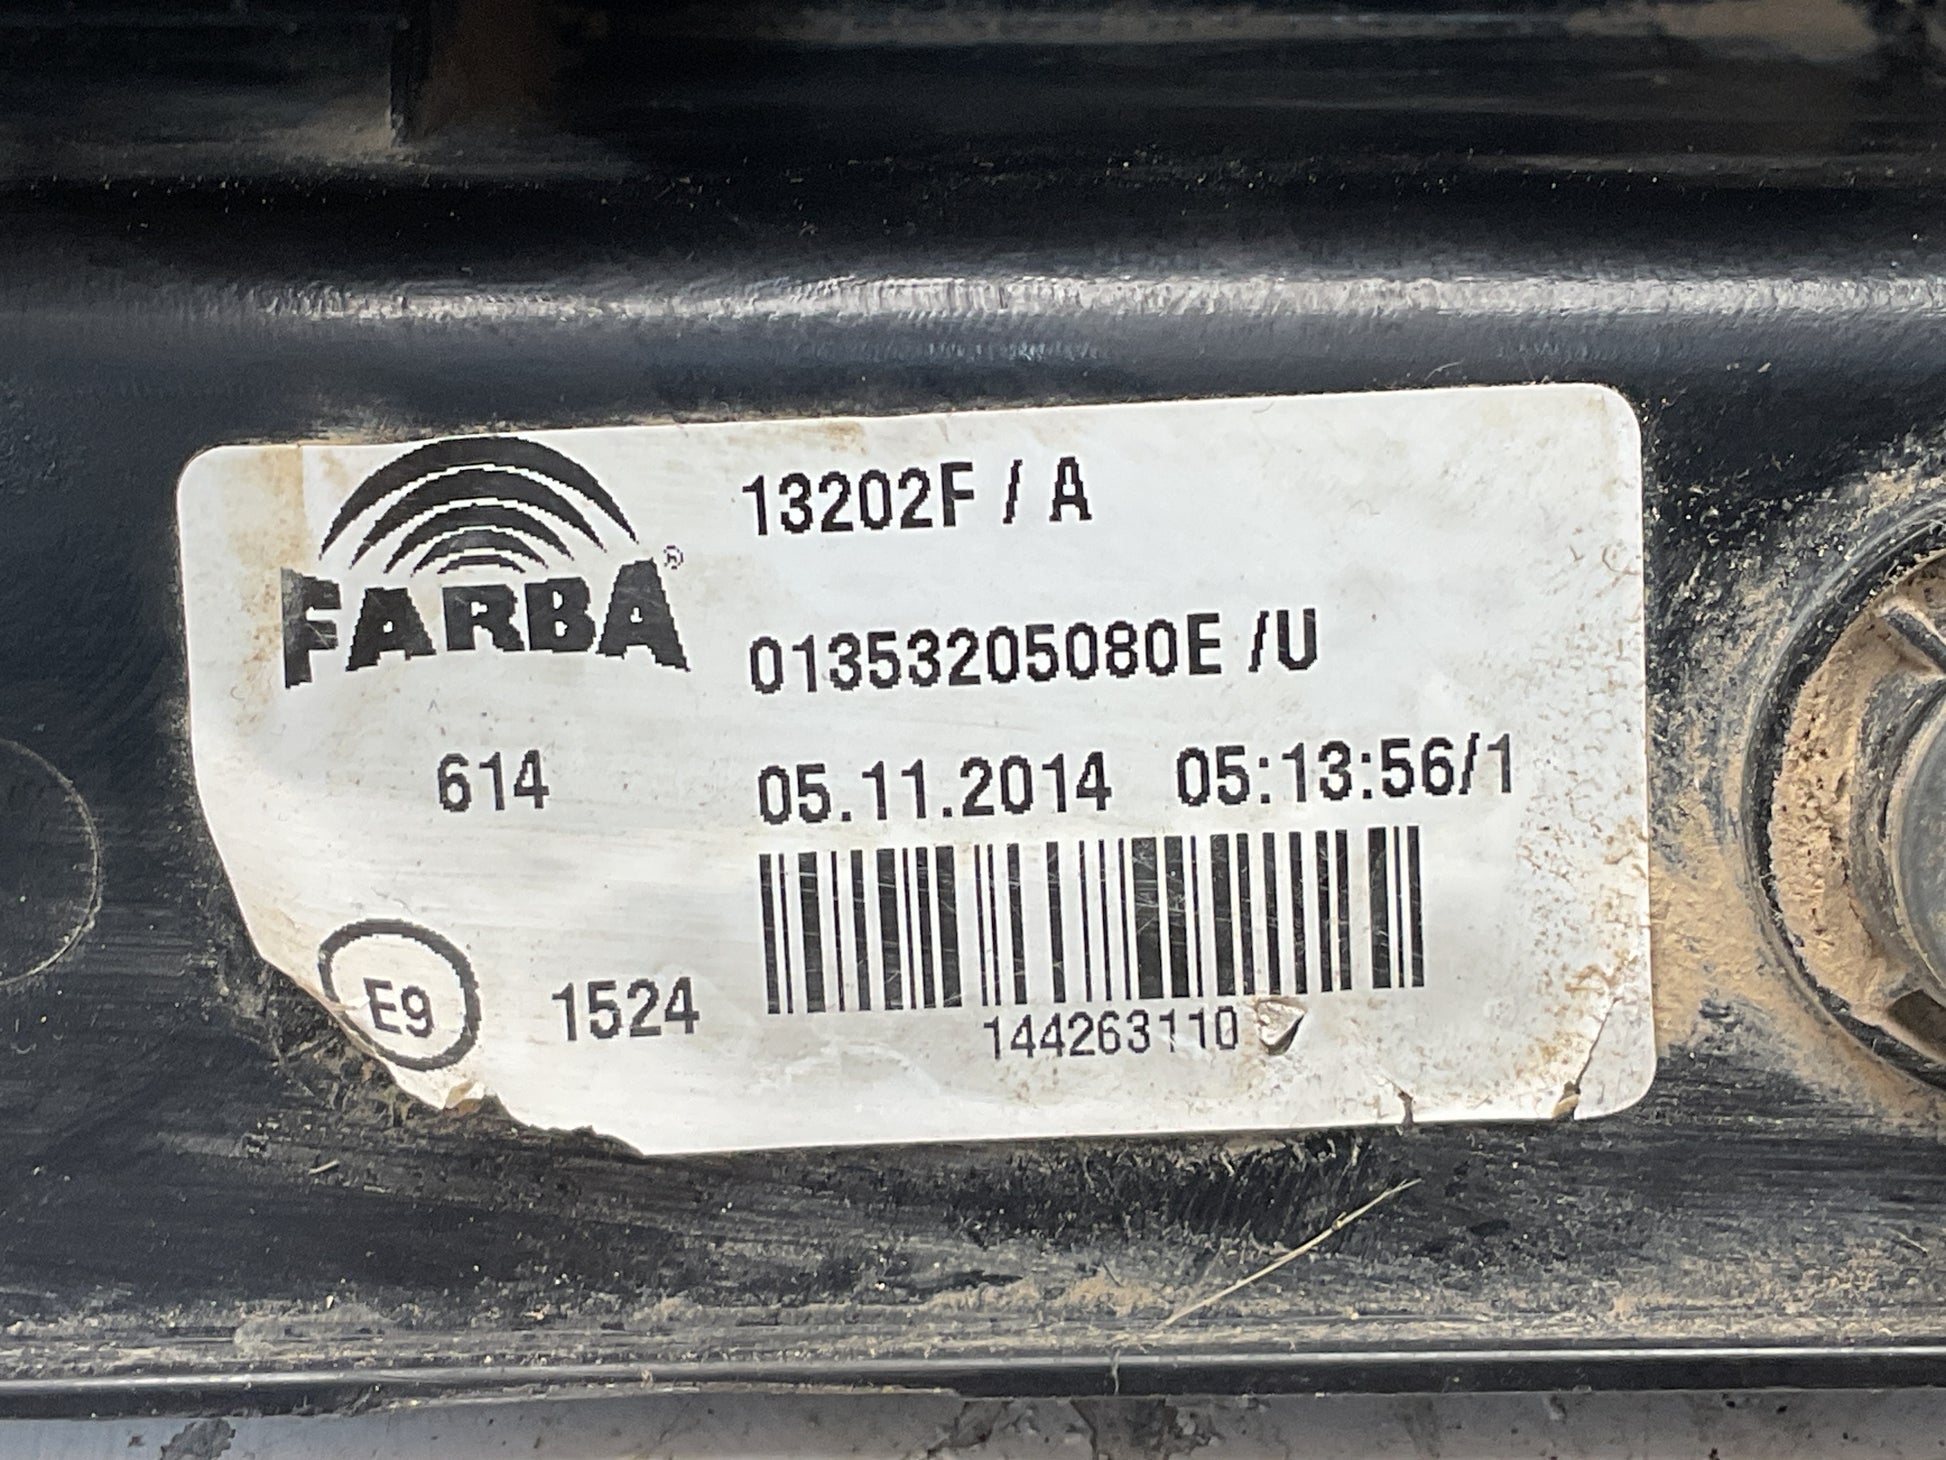 FARBA®
13202F / A
01353205080E /U
614
05.11.2014 05:13:56/1
E9
1524
144263110